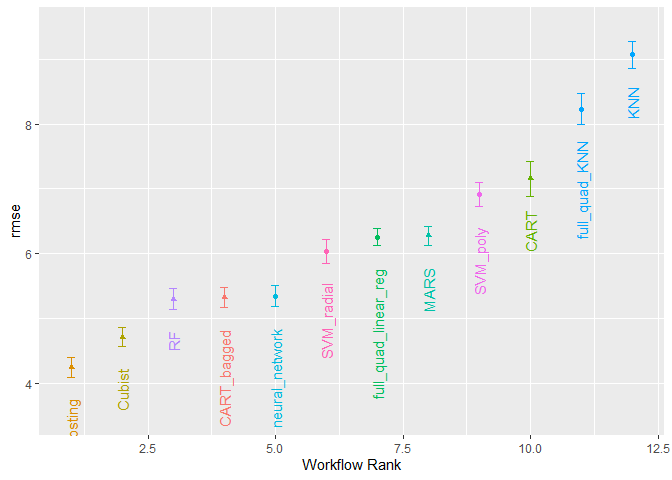 rmse
8
6
4
osting
Cubist
RF
CART_bagged
neural_network
SVM_radial
full_quad_linear_reg
MARS
SVM_poly
CART
full_quad_KNN
KNN
2.5
5.0
7.5
10.0
12.5
Workflow Rank